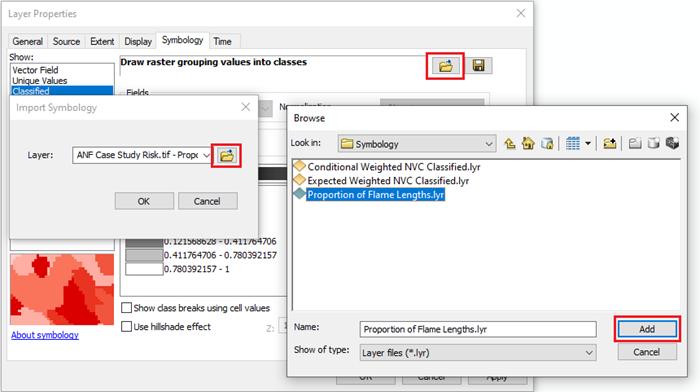 Layer Properties
General Source Extent Display Symbology Time
Show:
Vector Field
Unique Values
Classified
Draw raster grouping values into classes
Fields
Import Symbology
Layer: ANF Case Study Risk.tif - Propo
OK Cancel
0.121568628 - 0.411764706
0.411764706 - 0.780392157
0.780392157 - 1
Show class breaks using cell values
Use hillshade effect Z:
About symbology
OK Cancel Apply
Browse
Look in: Symbology
Conditional Weighted NVC Classified.lyr
Expected Weighted NVC Classified.lyr
Proportion of Flame Lengths.lyr
Name: Proportion of Flame Lengths.lyr Add
Show of type: Layer files (*.lyr) Cancel